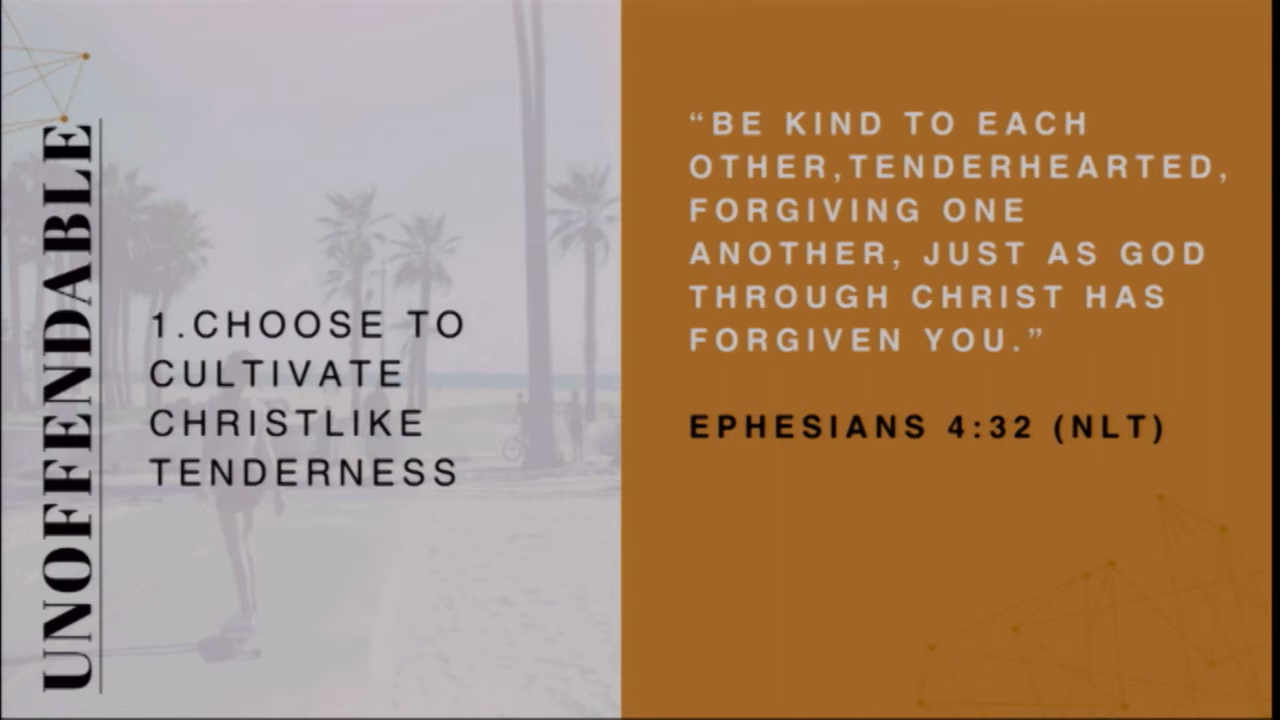 UNOFFENDABLE
1.CHOOSE TO
CULTIVATE
CHRISTLIKE
TENDERNESS
“BE KIND TO EACH
OTHER,TENDERHEARTED,
FORGIVING ONE
ANOTHER, JUST AS GOD
THROUGH CHRIST HAS
FORGIVEN YOU.”
EPHESIANS 4:32 (NLT)